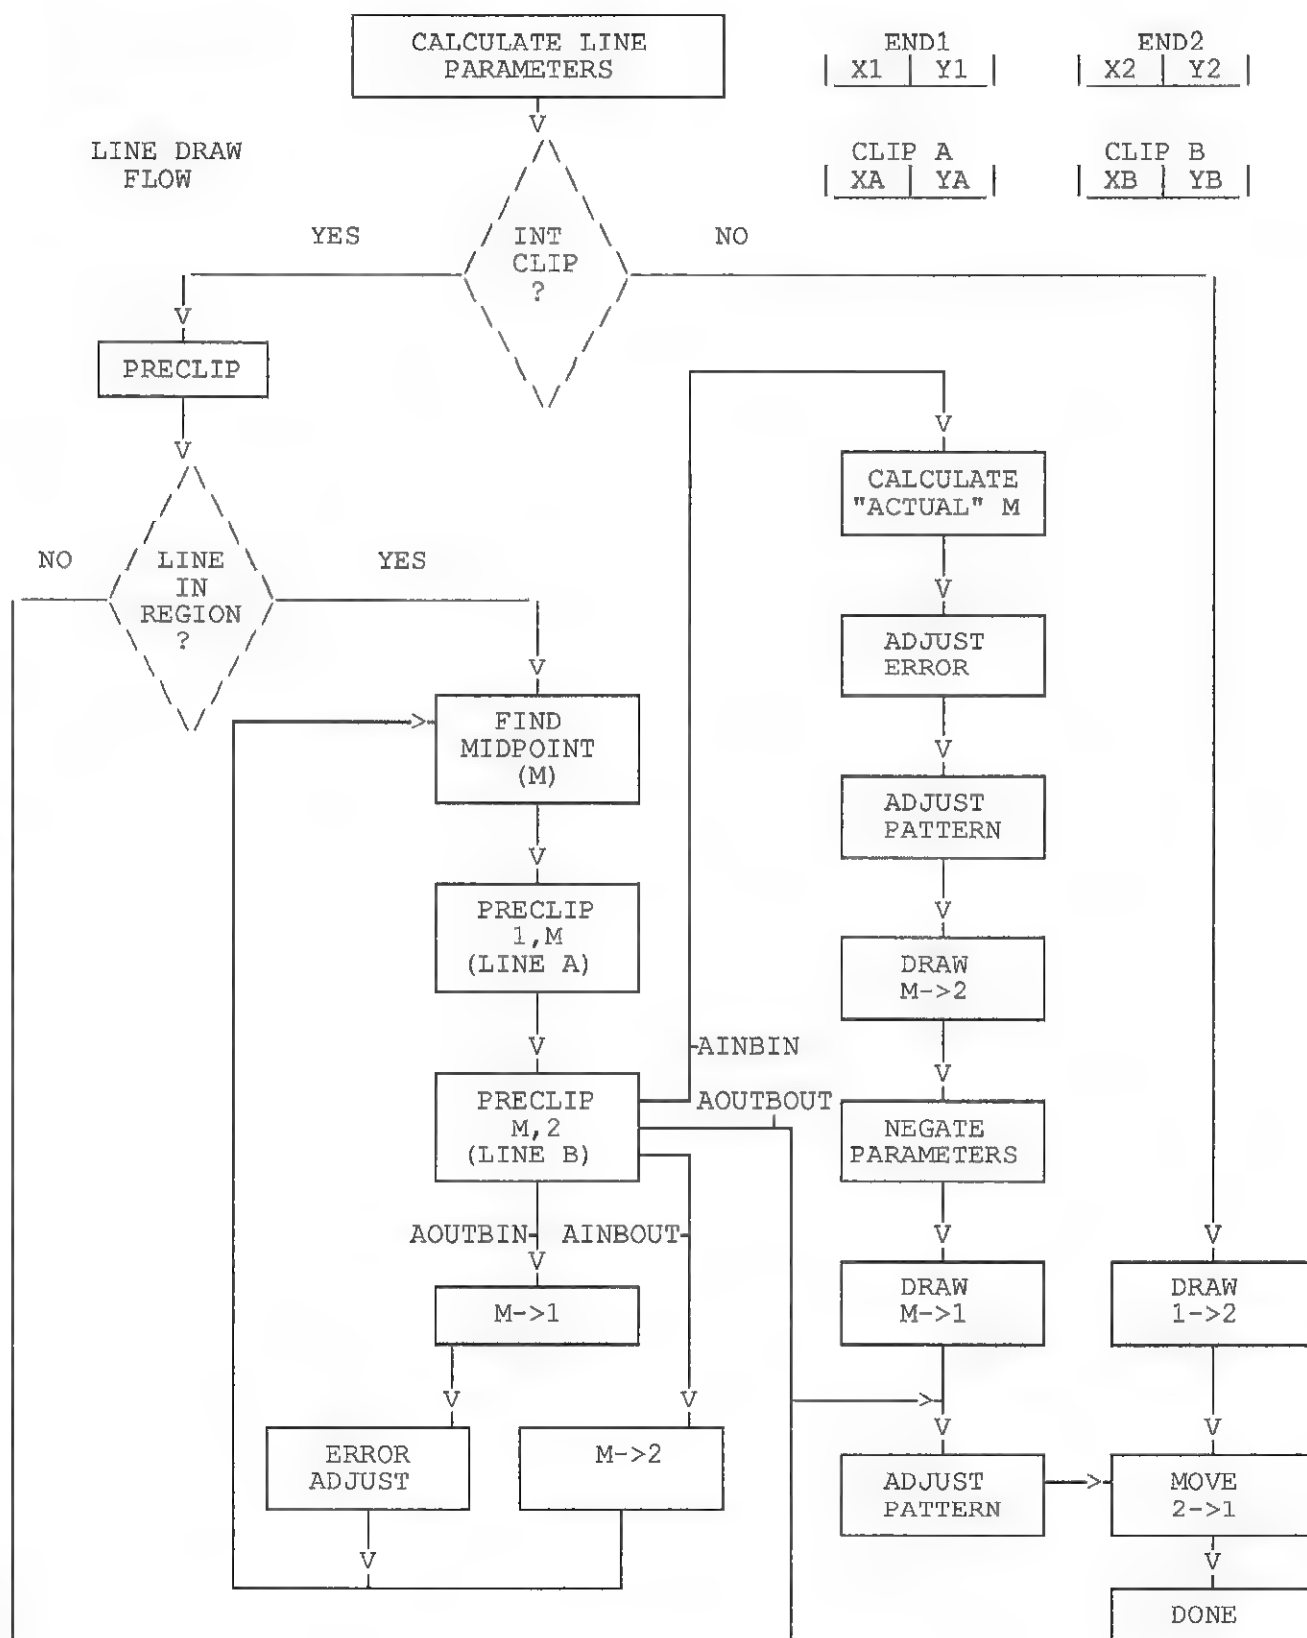 CALCULATE LINE
PARAMETERS
END1
X1 Y1
END2
X2 Y2
LINE DRAW
FLOW
CLIP A
XA YA
CLIP B
XB YB
YES
INT
CLIP
?
NO
V
V
PRECLIP
V
NO
LINE
IN
REGION
?
YES
V
>
FIND
MIDPOINT
(M)
V
PRECLIP
1,M
(LINE A)
V
PRECLIP
M,2
(LINE B)
AINBIN
AOUTBOUT
AOUTBIN
AINBOUT
V
M->1
V
V
ERROR
ADJUST
M->2
V
V
CALCULATE
"ACTUAL" M
V
ADJUST
ERROR
V
ADJUST
PATTERN
V
DRAW
M->2
V
NEGATE
PARAMETERS
V
DRAW
M->1
>
V
ADJUST
PATTERN
>
V
DRAW
1->2
V
MOVE
2->1
V
DONE